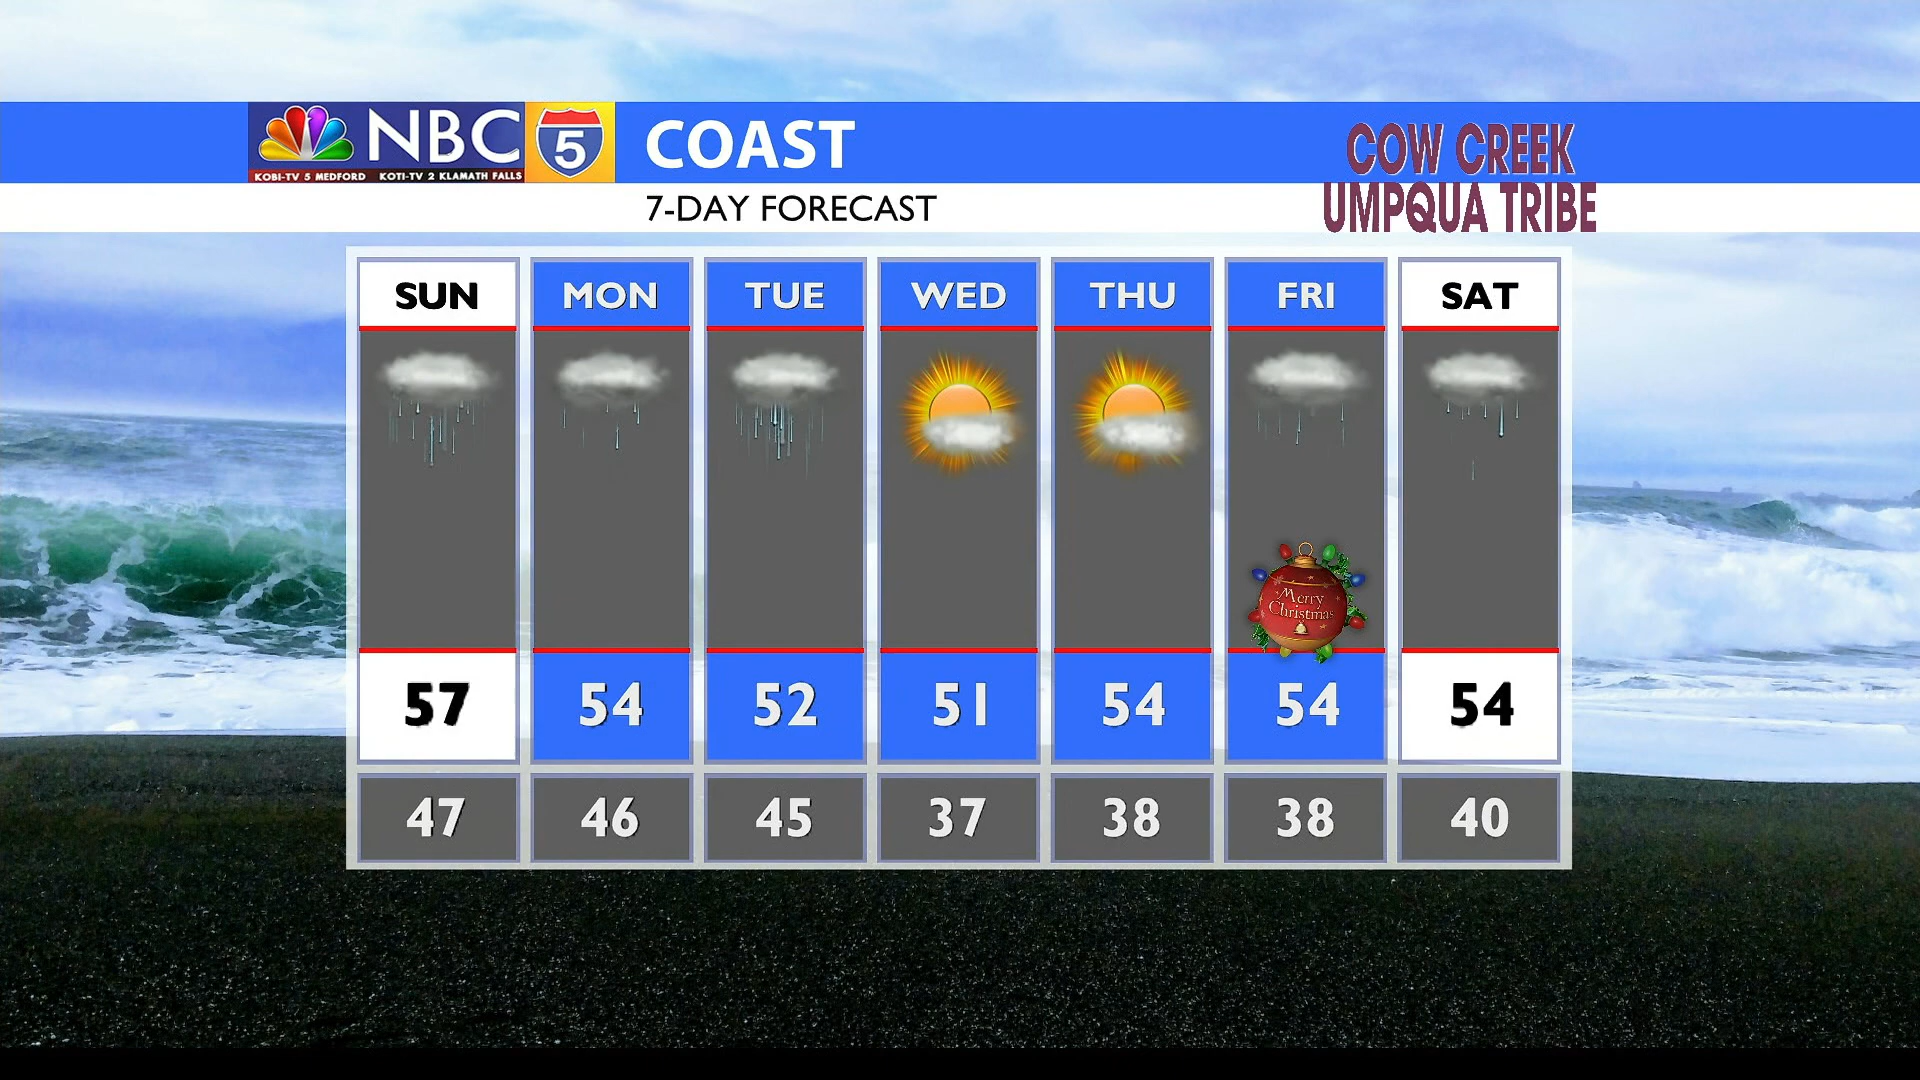 NBC 5
KOBI-TV 5 MEDFORD KOTI-TV 2 KLAMATH FALLS
COAST
7-DAY FORECAST
COW CREEK
UMPQUA TRIBE
SUN MON TUE WED THU FRI SAT
Merry
Christmas
57 54 52 51 54 54 54
47 46 45 37 38 38 40